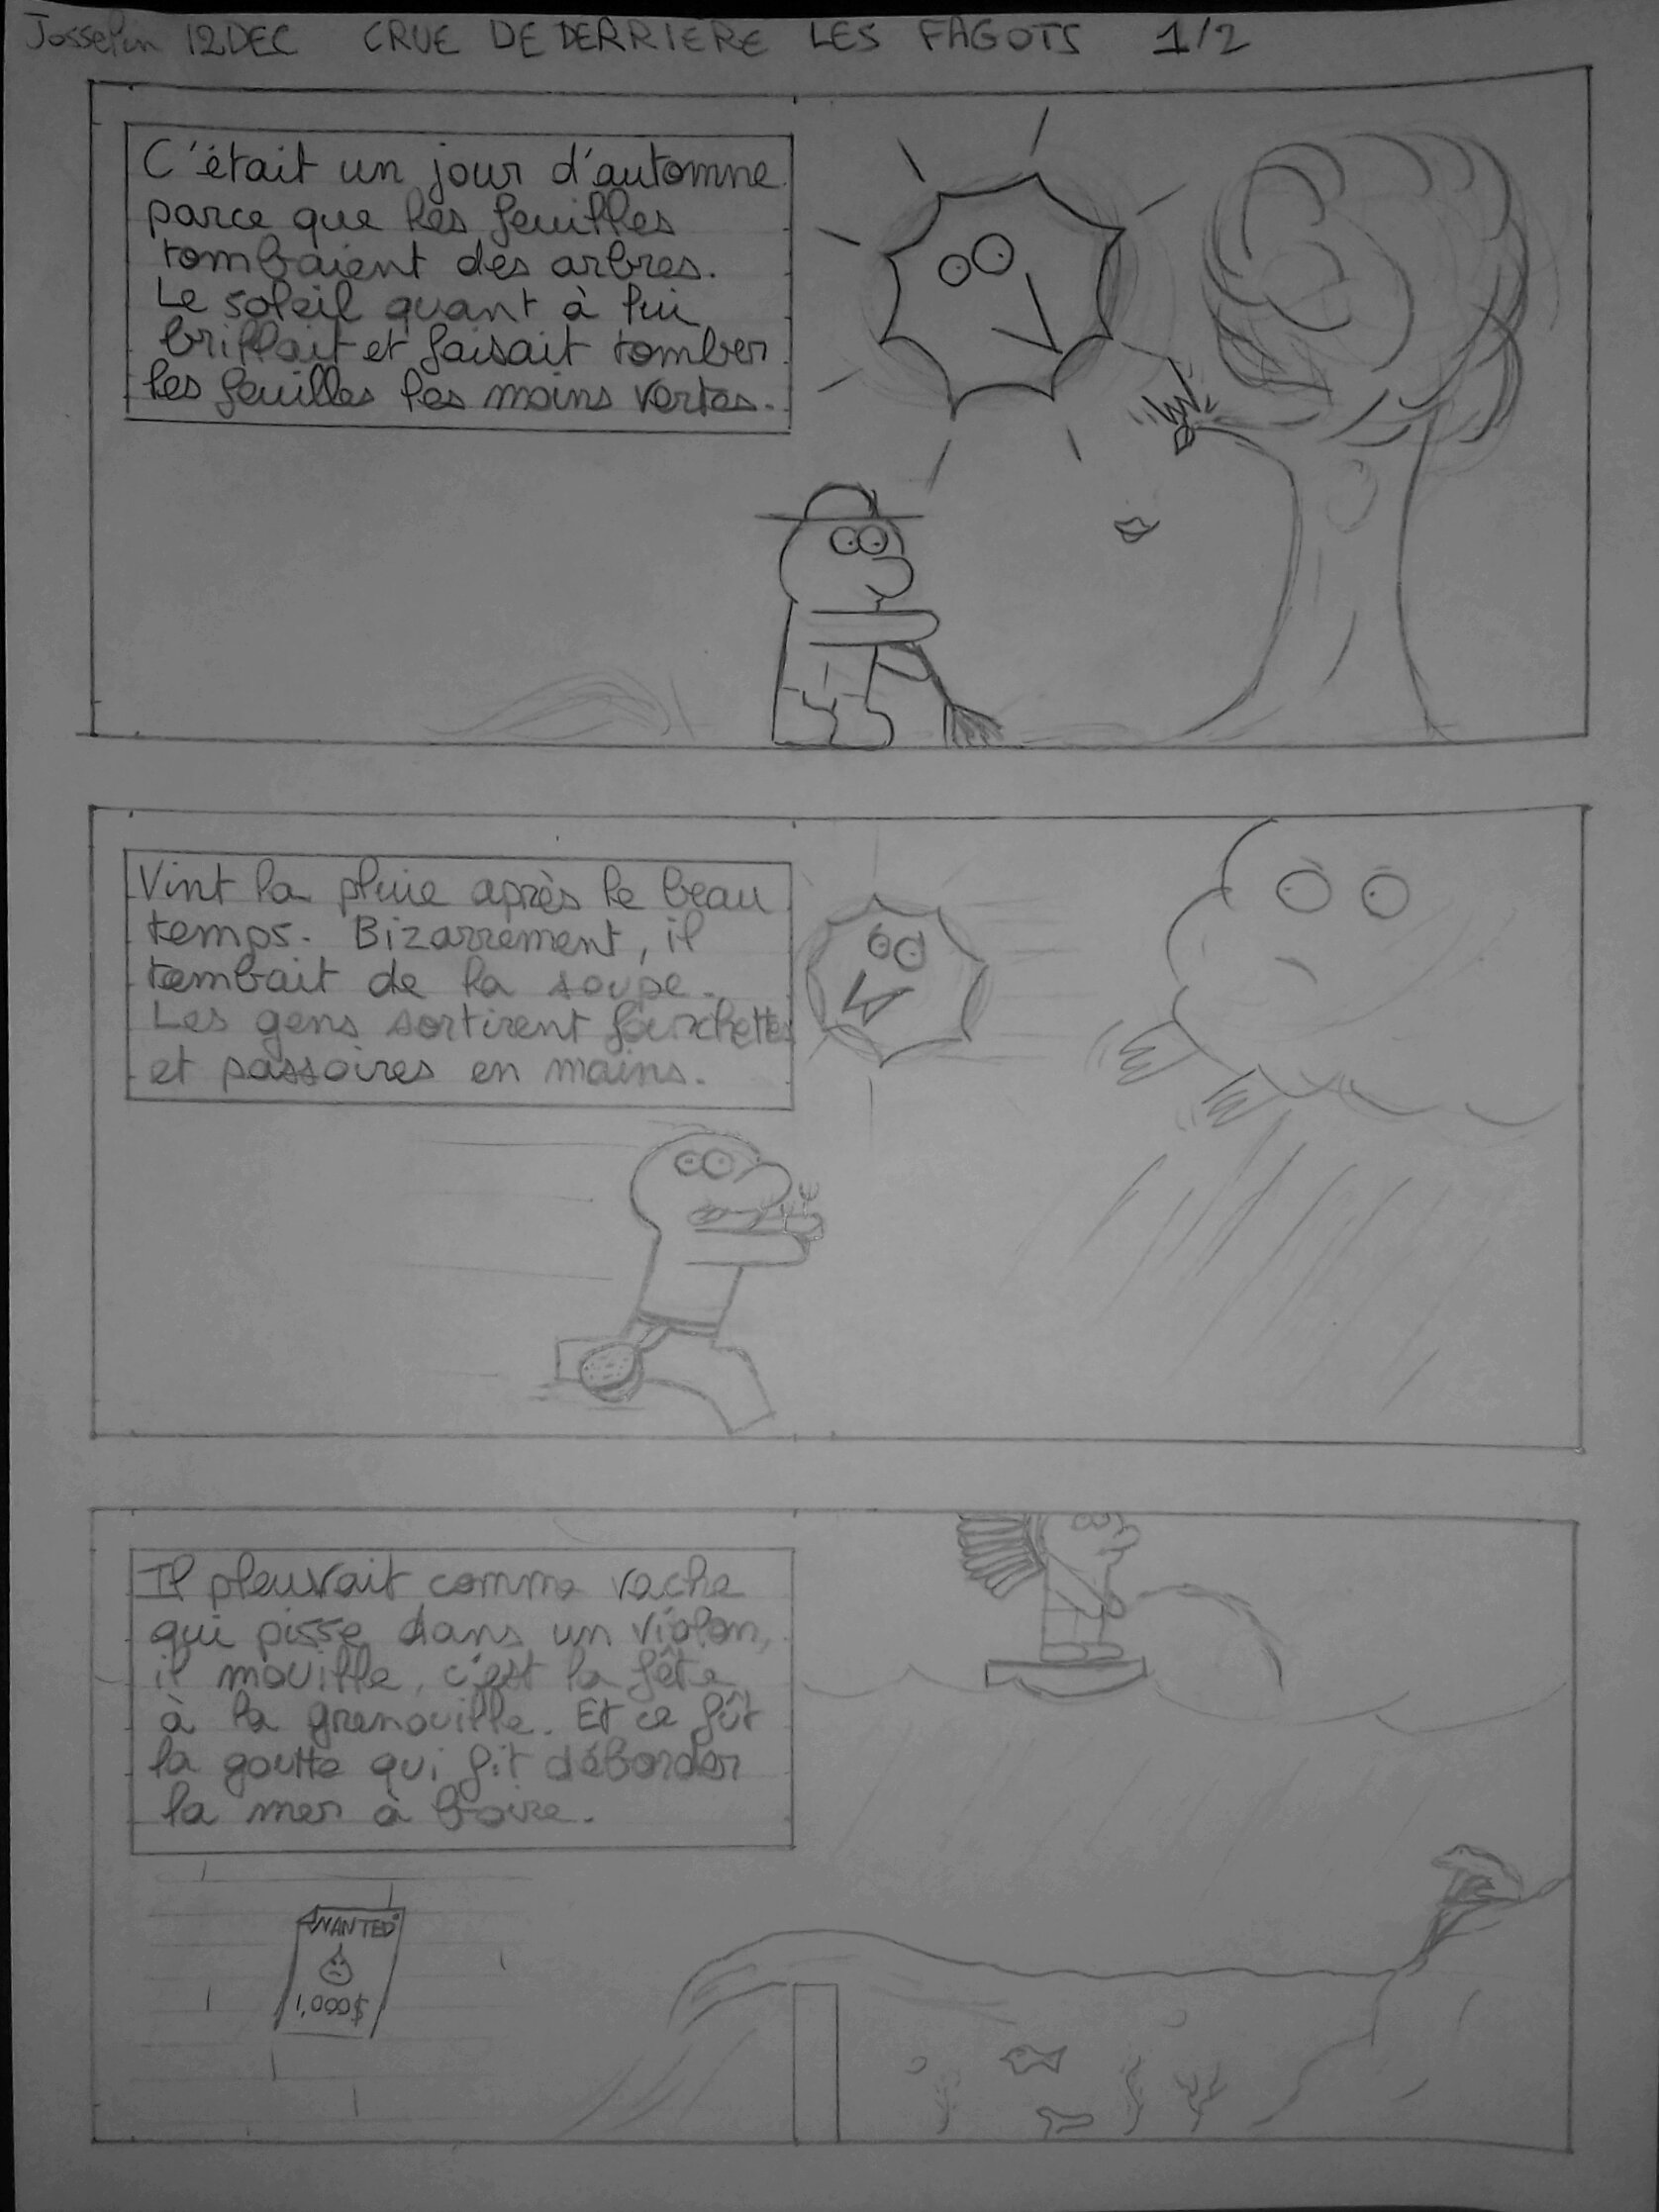 Josselin 12DEC CRUE DE DERRIERE LES FAGOTS 1/2
C'était un jour d'automne
parce que les feuilles
tombaient des arbres.
Le soleil quant à lui
brillait et faisait tomber
les feuilles les moins vertes.
Vint la pluie après le beau
temps. Bizarrement, il
tombait de la soupe.
Les gens sortirent fourchettes
et passoires en mains.
Il pleuvait comme vache
qui pisse dans un violon,
il mouille, c'est la fête
à la grenouille. Et ce fût
la goutte qui fit déborder
la mer à boire.
WANTED
1,000$